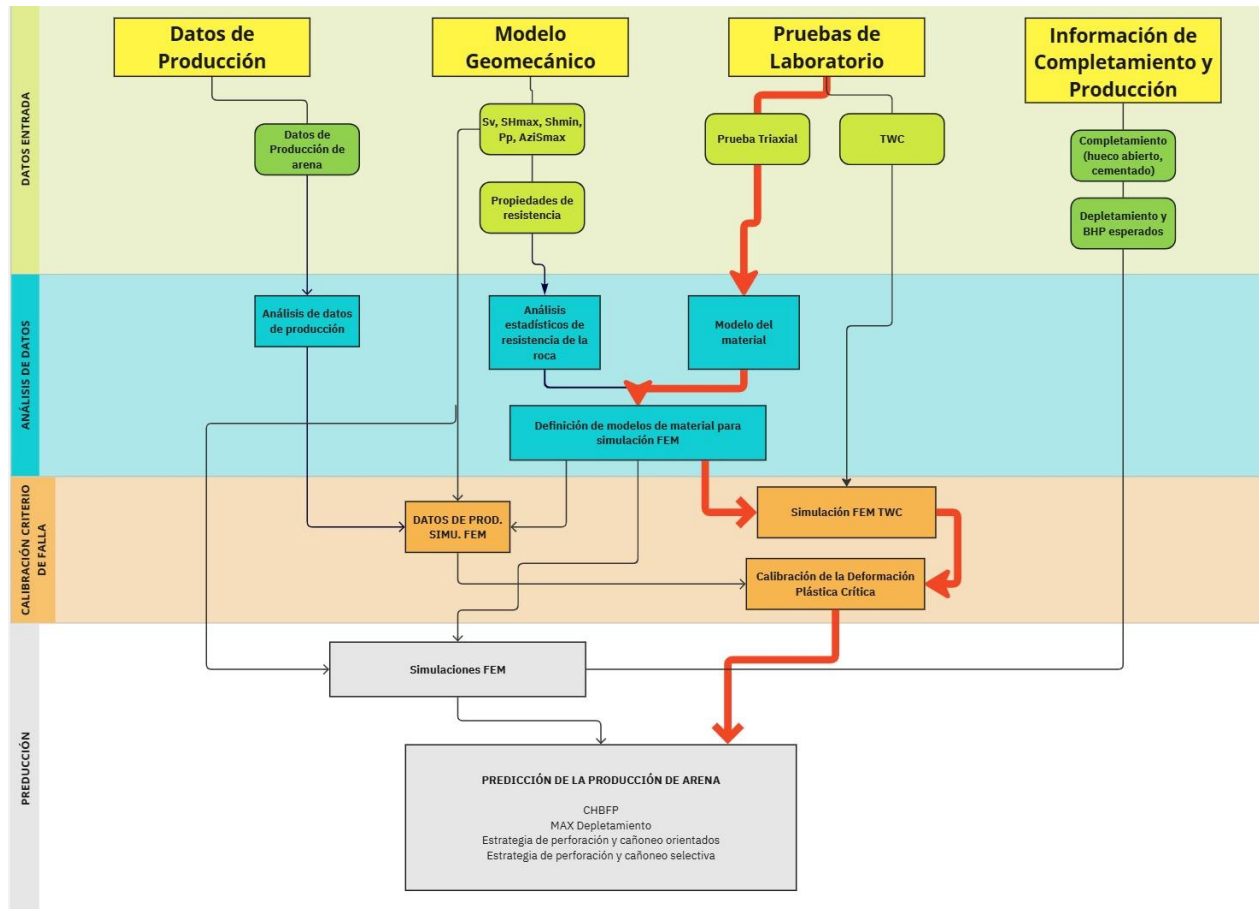 Datos de
Producción
Modelo
Geomecánico
Pruebas de
Laboratorio
Información de
Completamiento y
Producción
DATOS ENTRADA
Datos de
Producción de
arena
Sv, SHmax, Shmin,
Pp, AziSmax
Propiedades de
resistencia
Prueba Triaxial
TWC
Completamiento
(hueco abierto,
cementado)
Depletamiento y
BHP esperados
ANÁLISIS DE DATOS
Análisis de datos
de producción
Análisis
estadísticos de
resistencia de la
roca
Modelo del
material
Definición de modelos de material para
simulación FEM
CALIBRACIÓN CRITERIO
DE FALLA
DATOS DE PROD.
SIMU. FEM
Simulación FEM TWC
Calibración de la Deformación
Plástica Crítica
PREDUCCIÓN
Simulaciones FEM
PREDICCIÓN DE LA PRODUCCIÓN DE ARENA
CHBFP
MAX Depletamiento
Estrategia de perforación y cañoneo orientados
Estrategia de perforación y cañoneo selectiva